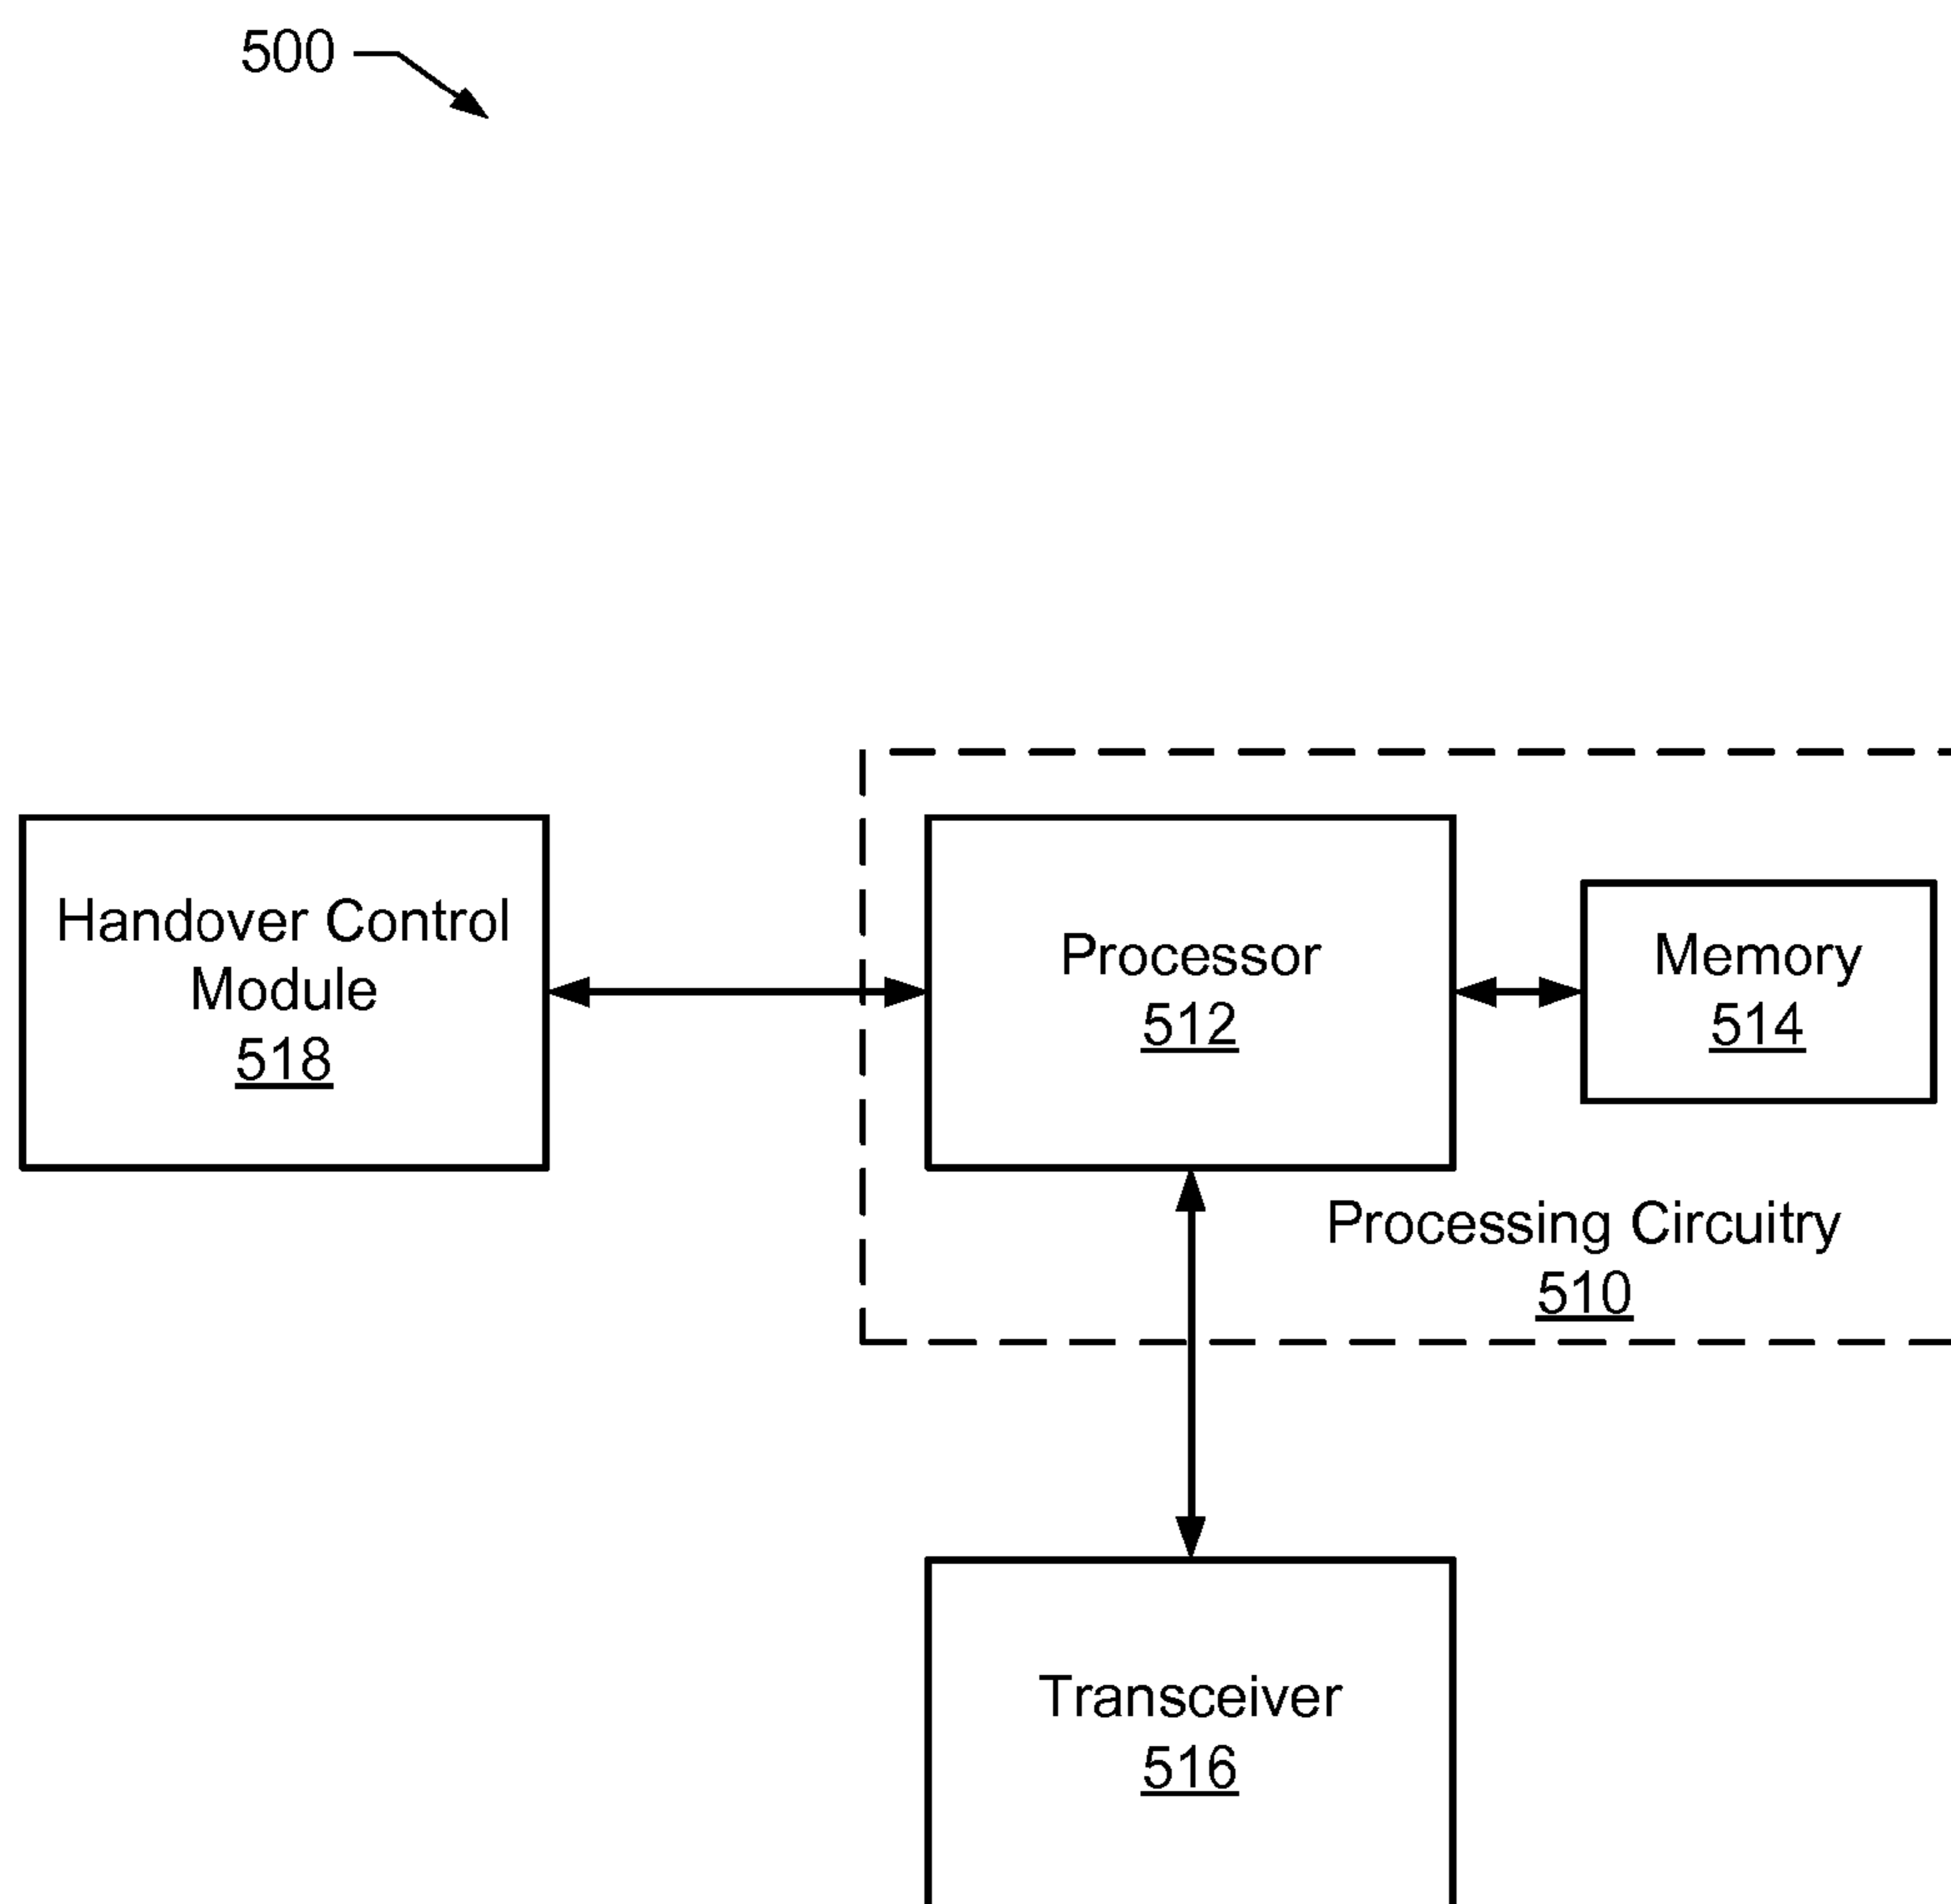 500
Handover Control
Module
518
Processor
512
Memory
514
Processing Circuitry
510
Transceiver
516